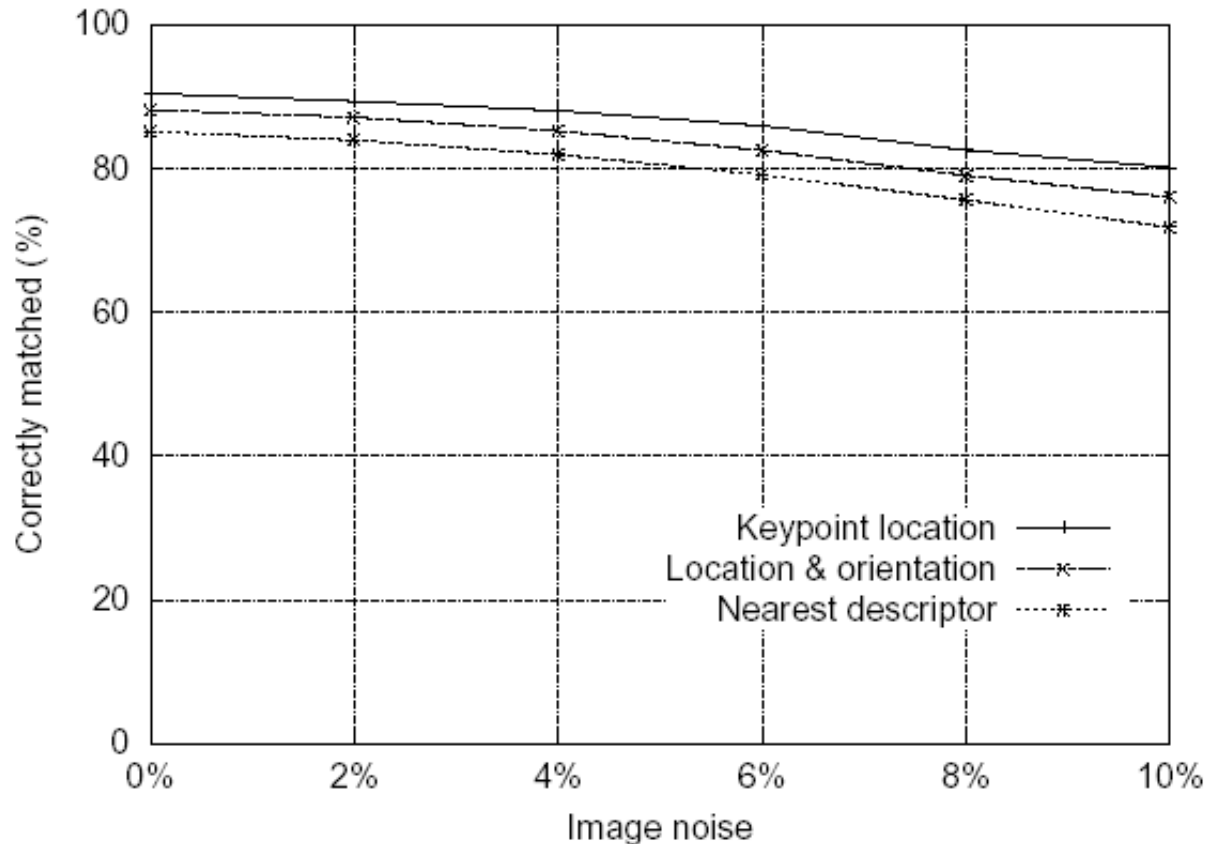 100
80
60
40
20
0
Correctly matched (%)
Keypoint location
Location & orientation
Nearest descriptor
0% 2% 4% 6% 8% 10%
Image noise